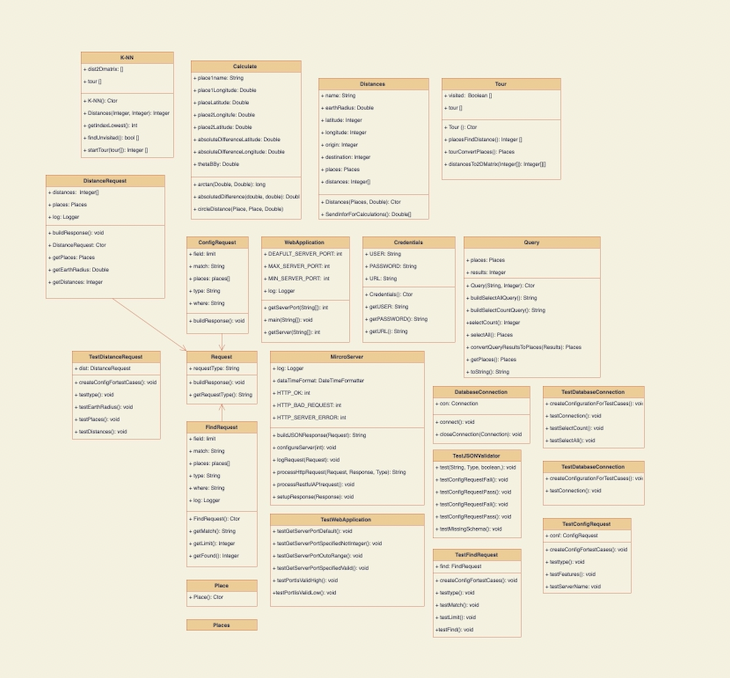 K-NN
+ dist2Dmatrix: []
+ tour []
+ K-NN(): Ctor
+ Distances(Integer, Integer): Integer
+ getIndexLowest(): Int
+ findUnvisited(): bool []
+ startTour(tour[]): Integer []
Calculate
+ place1name: String
+ place1Longitude: Double
+ placeLatitude: Double
+ place2Longitufe: Double
+ place2Latitude: Double
+ absoluteDifferenceLatitude: Double
+ absoluteDifferenceLongitude: Double
+ thetaBBy: Double
+ arctan(Double, Double): long
+ absolutedDifference(double, double): Doubl
+ circleDistance(Place, Place, Double)
Distances
+ name: String
+ earthRadius: Double
+ latitude: Integer
+ longitude: Integer
+ origin: Integer
+ destination: Integer
+ places: Places
+ distances: Integer[]
+ Distances(Places, Double): Ctor
+ SendInforForCalculations(): Double[]
Tour
+ visited: Boolean []
+ tour []
+ Tour (): Ctor
+ placesFindDistance(): Integer []
+ tourConvertPlaces(): Places
+ distancesTo2DMatrix(Integer[]): Integer[][]
DistanceRequest
+ distances: Integer[]
+ places: Places
+ log: Logger
+ buildResponse(): void
+ DistanceRequest: Ctor
+ getPlaces(): Places
+ getEarthRadius(): Double
+ getDistances: Integer
ConfigRequest
+ field: limit
+ match: String
+ places: places[]
+ type: String
+ where: String
+ buildResponse(): void
WebApplication
+ DEAFULT_SERVER_PORT: int
+ MAX_SERVER_PORT: int
+ MIN_SERVER_PORT: int
+ log: Logger
+ getSeverPort(String[]): int
+ main(String[]): void
+ getServer(String[]): int
Credentials
+ USER: String
+ PASSWORD: String
+ URL: String
+ Credentials(): Ctor
+ getUSER: String
+ getPASSWORD(): String
+ getURL(): String
Query
+ places: Places
+ results: Integer
+ Query(String, Integer): Ctor
+ buildSelectAllQuery(): String
+ buildSelectCountQuery(): String
+selectCount(): Integer
+ selectAll(): Places
+ convertQueryResultsToPlaces(Results): Places
+ getPlaces(): Places
+ toString(): String
TestDistanceRequest
+ dist: DistanceRequest
+ createConfigFortestCases(): void
+ testtype(): void
+ testEarthRadius(): void
+ testPlaces(): void
+ testDistances(): void
Request
+ requestType: String
+ buildResponse(): void
+ getRequestType(): String
MircroServer
+ log: Logger
+ dateTimeFormat: DateTimeFormatter
+ HTTP_OK: int
+ HTTP_BAD_REQUEST: int
+ HTTP_SERVER_ERROR: int
+ buildJSONResponse(Request): String
+ configureServer(int): void
+ logRequest(Request): void
+ processHttpRequest(Request, Response, Type): String
+ processRestfulAPIrequest(): void
+ setupResponse(Response): void
DatabaseConnection
+ con: Connection
+ connect(): void
+ closeConnection(Connection): void
TestDatabaseConnection
+ createConfigurationForTestCases(): voi
+ testConnection(): void
+ testSelectCount(): void
+ testSelectAll(): void
FindRequest
+ field: limit
+ match: String
+ places: places[]
+ type: String
+ where: String
+ log: Logger
+ FindRequest(): Ctor
+ getMatch(): String
+ getLimit(): Integer
+ getFound(): Integer
TestJSONValidator
+ test(String, Type, boolean,): void
+ testConfigRequestFail(): void
+ testConfigRequestPass(): void
+ testConfigRequestFail(): void
+ testConfigRequestPass(): void
+ testMissingSchema(): void
TestDatabaseConnection
+ createConfigurationForTestCases(): voi
+ testConnection(): void
TestWebApplication
+ testGetServerPortDefault(): void
+ testGetServerPortSpecifiedNotInteger(): void
+ testGetServerPortOutoRange(): void
+ testGetServerPortSpecifiedValid(): void
+ testPortIsValidHigh(): void
+testPortIsValidLow(): void
TestConfigRequest
+ conf: ConfigRequest
+ createConfigFortestCases(): void
+ testtype(): void
+ testFeatures(): void
+ testServerName: void
TestFindRequest
+ find: FindRequest
+ createConfigFortestCases(): void
+ testtype(): void
+ testMatch(): void
+ testLimit(): void
+testFind(): void
Place
+ Place(): Ctor
Places